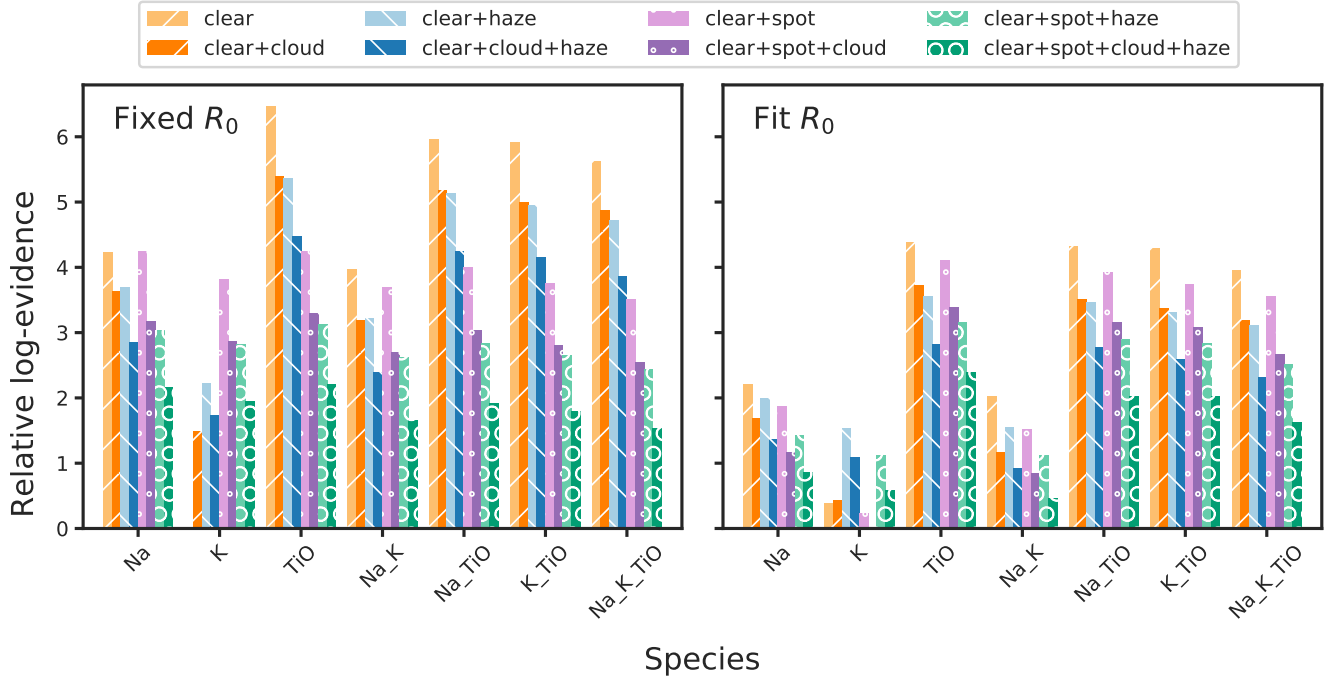 clear clear+haze clear+spot clear+spot+haze
clear+cloud clear+cloud+haze clear+spot+cloud clear+spot+cloud+haze
Fixed R₀ Fit R₀
Relative log-evidence
6
5
4
3
2
1
0
Na K TiO Na_K Na_TiO K_TiO Na_K_TiO Na K TiO Na_K Na_TiO K_TiO Na_K_TiO
Species